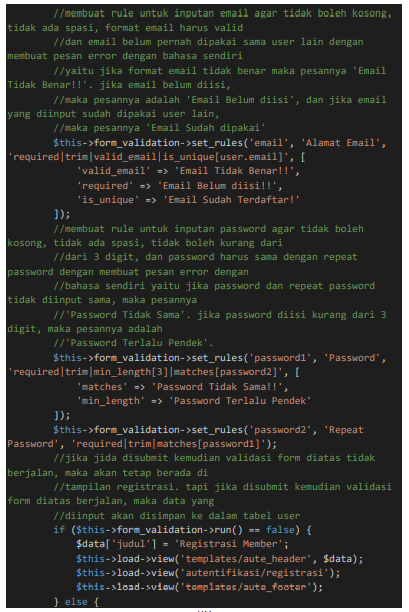 //membuat rule untuk inputan email agar tidak boleh kosong,
tidak ada spasi, format email harus valid
//dan email belum pernah dipakai sama user lain dengan
membuat pesan error dengan bahasa sendiri
//yaitu jika format email tidak benar maka pesannya 'Email
Tidak Benar!!'. jika email belum diisi,
//maka pesannya adalah 'Email Belum diisi', dan jika email
yang diinput sudah dipakai user lain,
//maka pesannya 'Email Sudah dipakai'
$this->form_validation->set_rules('email', 'Alamat Email',
'required|trim|valid_email|is_unique[user.email]', [
'valid_email' => 'Email Tidak Benar!!',
'required' => 'Email Belum diisi!!',
'is_unique' => 'Email Sudah Terdaftar!'
]);
//membuat rule untuk inputan password agar tidak boleh
kosong, tidak ada spasi, tidak boleh kurang dari
//dari 3 digit, dan password harus sama dengan repeat
password dengan membuat pesan error dengan
//bahasa sendiri yaitu jika password dan repeat password
tidak diinput sama, maka pesannya
//'Password Tidak Sama'. jika password diisi kurang dari 3
digit, maka pesannya adalah
//'Password Terlalu Pendek'.
$this->form_validation->set_rules('password1', 'Password',
'required|trim|min_length[3]|matches[password2]', [
'matches' => 'Password Tidak Sama!!',
'min_length' => 'Password Terlalu Pendek'
]);
$this->form_validation->set_rules('password2', 'Repeat
Password', 'required|trim|matches[password1]');
//jika jida disubmit kemudian validasi form diatas tidak
berjalan, maka akan tetap berada di
//tampilan registrasi. tapi jika disubmit kemudian validasi
form diatas berjalan, maka data yang
//diinput akan disimpan ke dalam tabel user
if ($this->form_validation->run() == false) {
$data['judul'] = 'Registrasi Member';
$this->load->view('templates/aute_header', $data);
$this->load->view('autentifikasi/registrasi');
$this->load->view('templates/aute_footer');
} else {